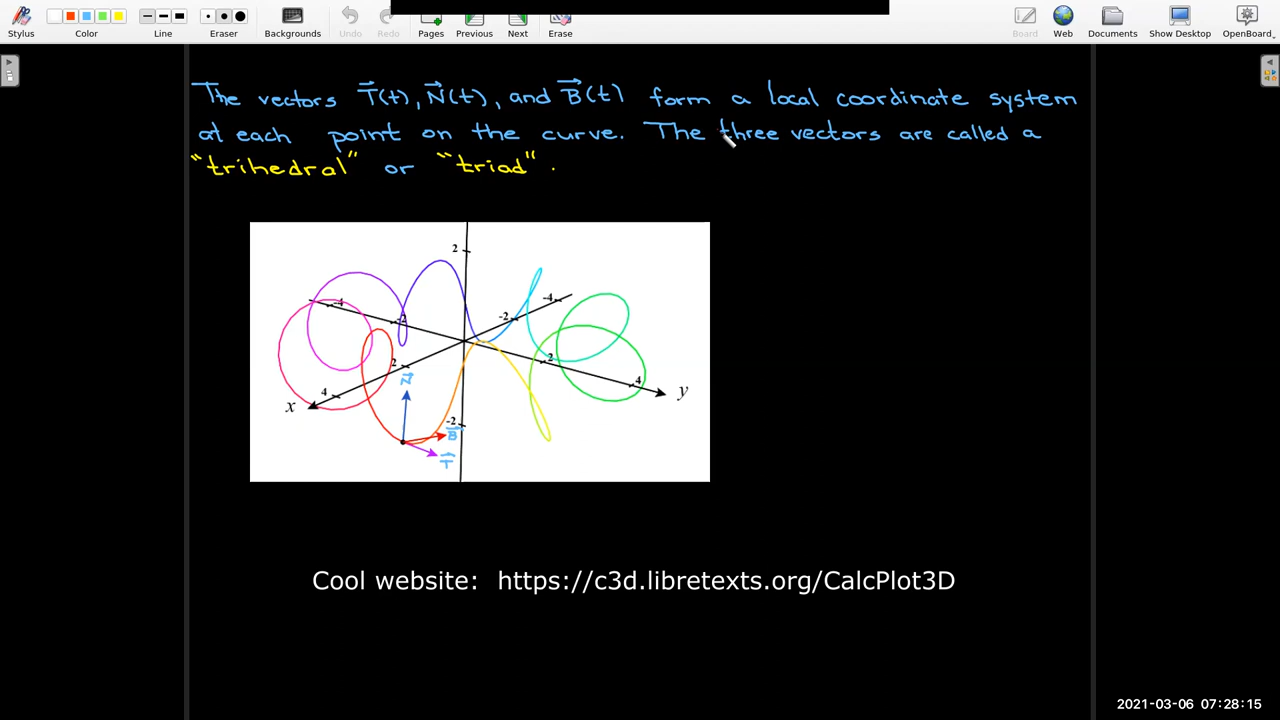 Stylus Color Line Eraser Backgrounds Undo Redo Pages Previous Next Erase Board Web Documents Show Desktop OpenBoard
The vectors T⃗(t), N⃗(t), and B⃗(t) form a local coordinate system
at each point on the curve. The three vectors are called a
"trihedral" or "triad".
2
-4 -4
-2 -2
2 2
4 4
x y
N⃗
-2
B⃗
T⃗
Cool website: https://c3d.libretexts.org/CalcPlot3D
2021-03-06 07:28:15